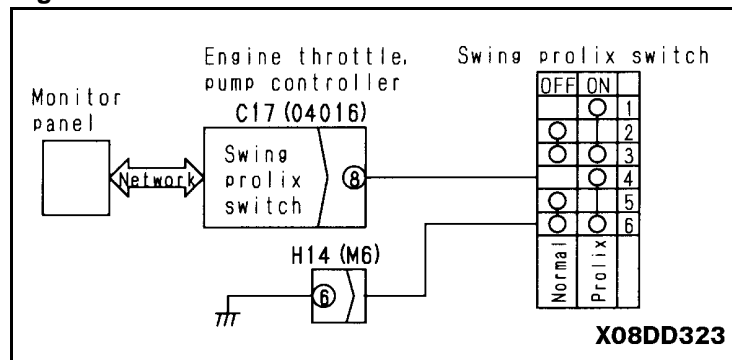 Engine throttle,
pump controller
Swing prolix switch
Monitor
panel
C17 (04016)
OFF ON
Network
Swing
prolix
switch
8
1
2
3
4
5
6
H14 (M6)
6
Normal
Prolix
X08DD323